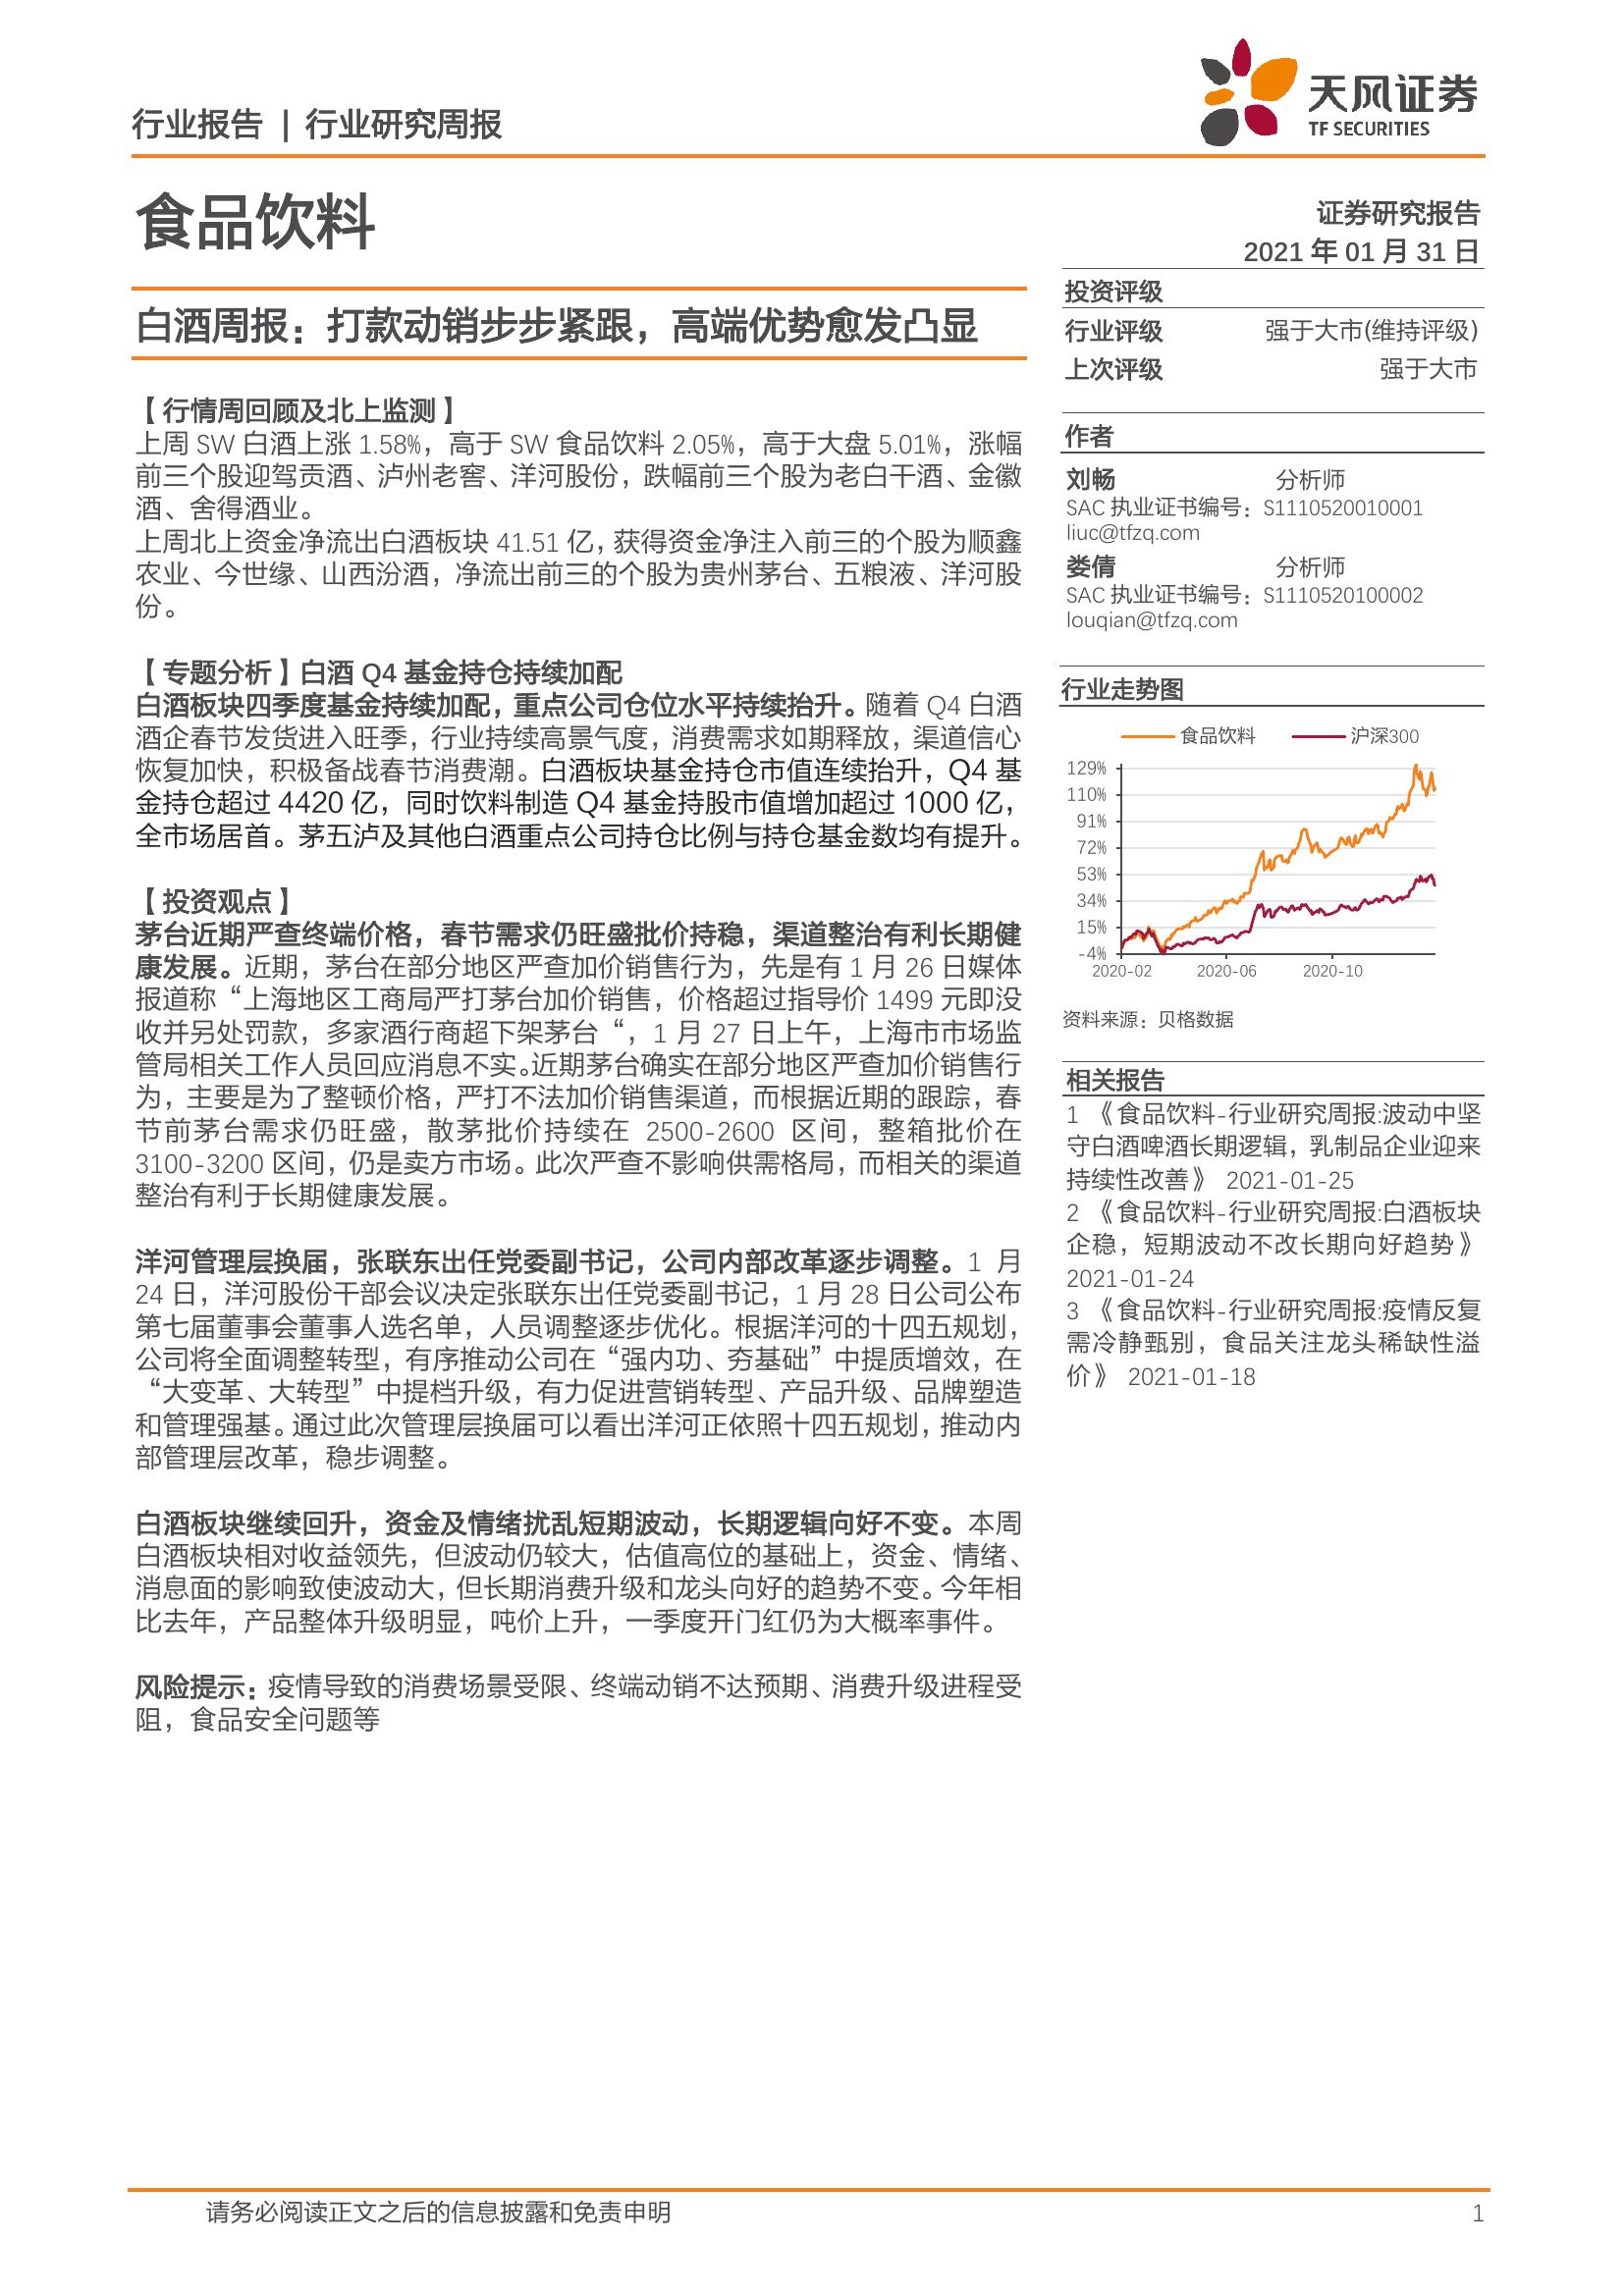 行业报告 | 行业研究周报
天风证券
TF SECURITIES
食品饮料
证券研究报告
2021 年 01 月 31 日
白酒周报：打款动销步步紧跟，高端优势愈发凸显
【行情周回顾及北上监测】
上周 SW 白酒上涨 1.58%，高于 SW 食品饮料 2.05%，高于大盘 5.01%，涨幅
前三个股迎驾贡酒、泸州老窖、洋河股份，跌幅前三个股为老白干酒、金徽
酒、舍得酒业。
上周北上资金净流出白酒板块 41.51 亿，获得资金净注入前三的个股为顺鑫
农业、今世缘、山西汾酒，净流出前三的个股为贵州茅台、五粮液、洋河股
份。
【专题分析】白酒 Q4 基金持仓持续加配
白酒板块四季度基金持续加配，重点公司仓位水平持续抬升。随着 Q4 白酒
酒企春节发货进入旺季，行业持续高景气度，消费需求如期释放，渠道信心
恢复加快，积极备战春节消费潮。白酒板块基金持仓市值连续抬升，Q4 基
金持仓超过 4420 亿，同时饮料制造 Q4 基金持股市值增加超过 1000 亿，
全市场居首。茅五泸及其他白酒重点公司持仓比例与持仓基金数均有提升。
【投资观点】
茅台近期严查终端价格，春节需求仍旺盛批价持稳，渠道整治有利长期健
康发展。近期，茅台在部分地区严查加价销售行为，先是有 1 月 26 日媒体
报道称“上海地区工商局严打茅台加价销售，价格超过指导价 1499 元即没
收并另处罚款，多家酒行商超下架茅台“，1 月 27 日上午，上海市市场监
管局相关工作人员回应消息不实。近期茅台确实在部分地区严查加价销售行
为，主要是为了整顿价格，严打不法加价销售渠道，而根据近期的跟踪，春
节前茅台需求仍旺盛，散茅批价持续在 2500-2600 区间，整箱批价在
3100-3200 区间，仍是卖方市场。此次严查不影响供需格局，而相关的渠道
整治有利于长期健康发展。
洋河管理层换届，张联东出任党委副书记，公司内部改革逐步调整。1 月
24 日，洋河股份干部会议决定张联东出任党委副书记，1 月 28 日公司公布
第七届董事会董事人选名单，人员调整逐步优化。根据洋河的十四五规划，
公司将全面调整转型，有序推动公司在“强内功、夯基础”中提质增效，在
“大变革、大转型”中提档升级，有力促进营销转型、产品升级、品牌塑造
和管理强基。通过此次管理层换届可以看出洋河正依照十四五规划，推动内
部管理层改革，稳步调整。
白酒板块继续回升，资金及情绪扰乱短期波动，长期逻辑向好不变。本周
白酒板块相对收益领先，但波动仍较大，估值高位的基础上，资金、情绪、
消息面的影响致使波动大，但长期消费升级和龙头向好的趋势不变。今年相
比去年，产品整体升级明显，吨价上升，一季度开门红仍为大概率事件。
风险提示：疫情导致的消费场景受限、终端动销不达预期、消费升级进程受
阻，食品安全问题等
投资评级
行业评级 强于大市(维持评级)
上次评级 强于大市
作者
刘畅 分析师
SAC 执业证书编号：S1110520010001
liuc@tfzq.com
娄倩 分析师
SAC 执业证书编号：S1110520100002
louqian@tfzq.com
行业走势图
食品饮料 沪深300
129%
110%
91%
72%
53%
34%
15%
-4%
2020-02 2020-06 2020-10
资料来源：贝格数据
相关报告
1 《食品饮料-行业研究周报:波动中坚
守白酒啤酒长期逻辑，乳制品企业迎来
持续性改善》 2021-01-25
2 《食品饮料-行业研究周报:白酒板块
企稳，短期波动不改长期向好趋势》
2021-01-24
3 《食品饮料-行业研究周报:疫情反复
需冷静甄别，食品关注龙头稀缺性溢
价》 2021-01-18
请务必阅读正文之后的信息披露和免责申明
1